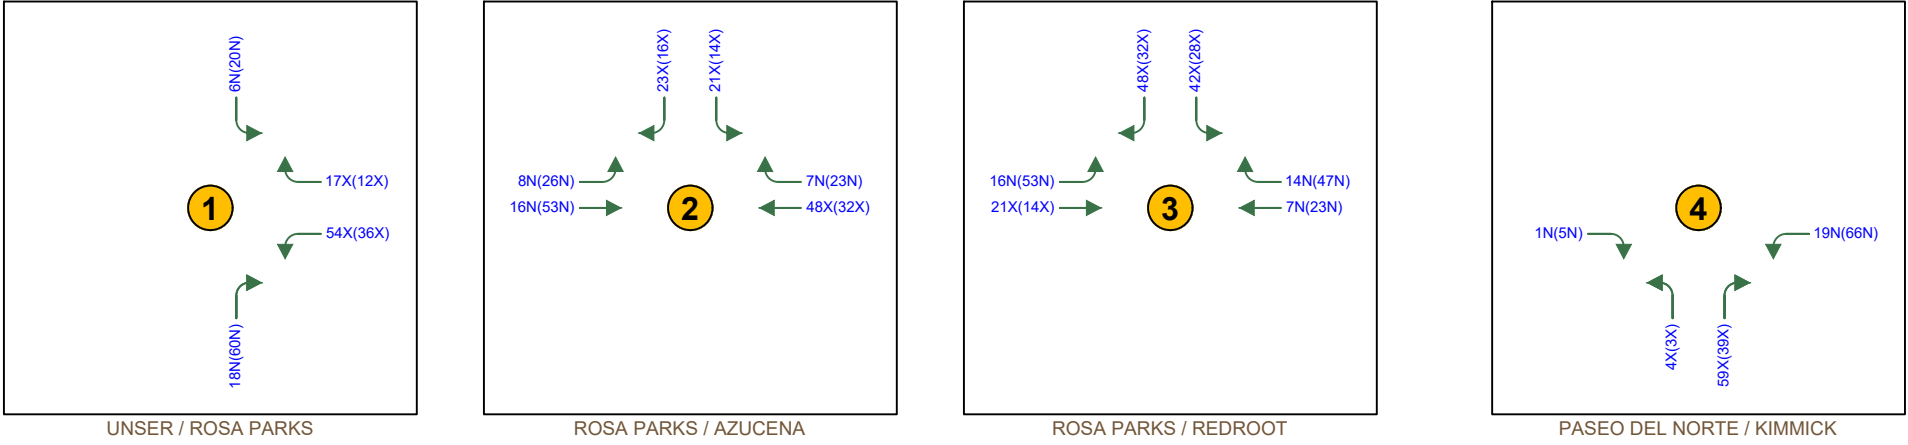 6N(20N)
17X(12X)
1
54X(36X)
18N(60N)
UNSER / ROSA PARKS
23X(16X)
21X(14X)
8N(26N)
7N(23N)
16N(53N)
2
48X(32X)
ROSA PARKS / AZUCENA
48X(32X)
42X(28X)
16N(53N)
14N(47N)
21X(14X)
3
7N(23N)
ROSA PARKS / REDROOT
4
1N(5N)
19N(66N)
4X(3X)
59X(39X)
PASEO DEL NORTE / KIMMICK